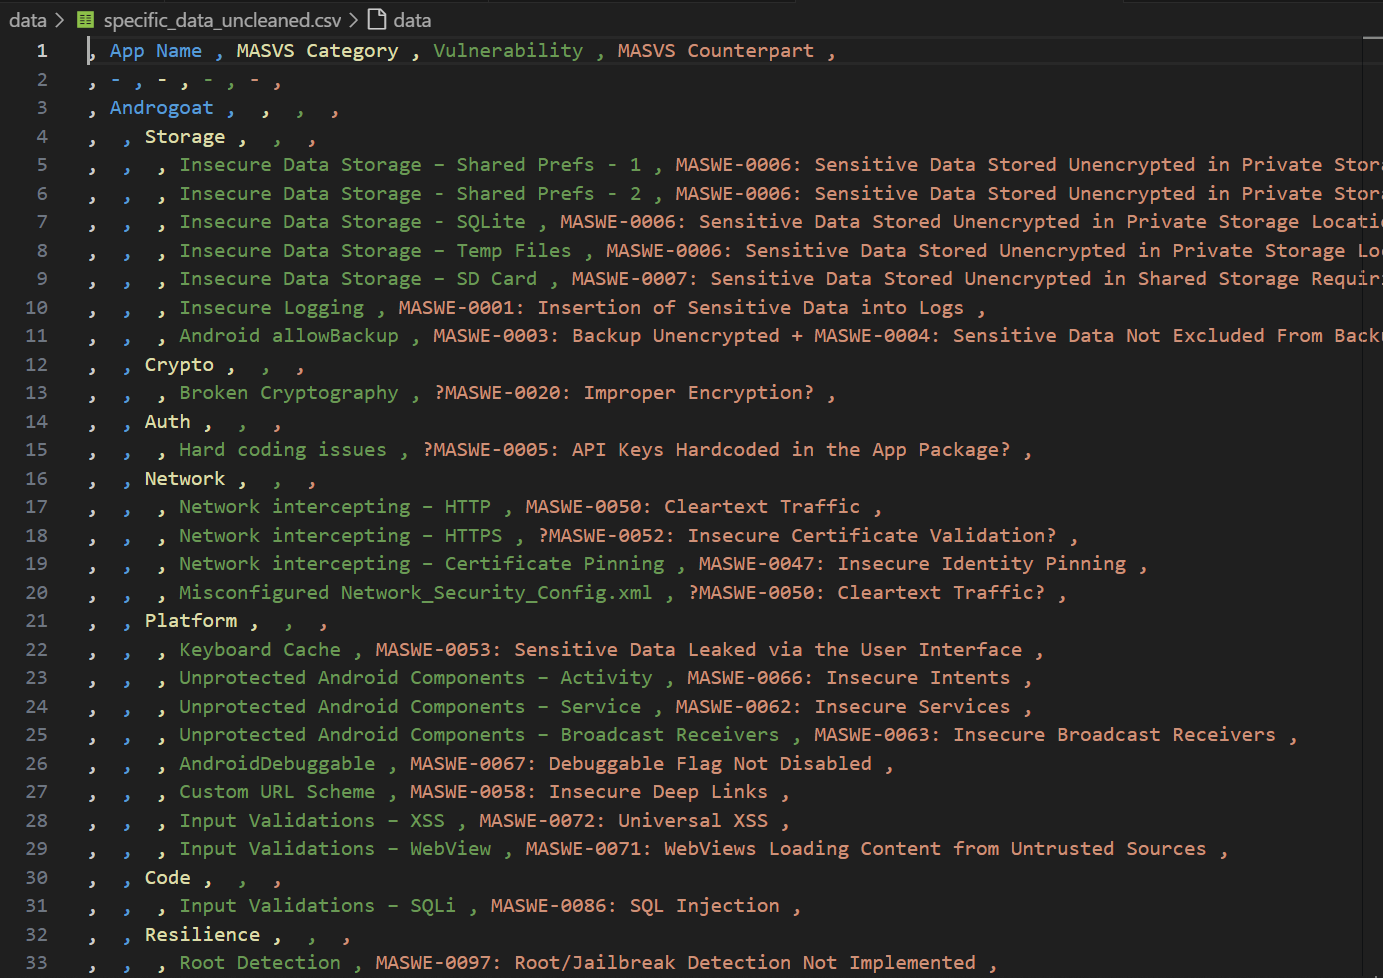 data > specific_data_uncleaned.csv > data
1 , App Name , MASVS Category , Vulnerability , MASVS Counterpart ,
2 , - , - , - , - ,
3 , Androgoat , , , ,
4 , , Storage , , ,
5 , , , Insecure Data Storage – Shared Prefs - 1 , MASWE-0006: Sensitive Data Stored Unencrypted in Private Stor
6 , , , Insecure Data Storage - Shared Prefs - 2 , MASWE-0006: Sensitive Data Stored Unencrypted in Private Stor
7 , , , Insecure Data Storage - SQLite , MASWE-0006: Sensitive Data Stored Unencrypted in Private Storage Locati
8 , , , Insecure Data Storage – Temp Files , MASWE-0006: Sensitive Data Stored Unencrypted in Private Storage Lo
9 , , , Insecure Data Storage – SD Card , MASWE-0007: Sensitive Data Stored Unencrypted in Shared Storage Requir
10 , , , Insecure Logging , MASWE-0001: Insertion of Sensitive Data into Logs ,
11 , , , Android allowBackup , MASWE-0003: Backup Unencrypted + MASWE-0004: Sensitive Data Not Excluded From Back
12 , , Crypto , , ,
13 , , , Broken Cryptography , ?MASWE-0020: Improper Encryption? ,
14 , , Auth , , ,
15 , , , Hard coding issues , ?MASWE-0005: API Keys Hardcoded in the App Package? ,
16 , , Network , , ,
17 , , , Network intercepting – HTTP , MASWE-0050: Cleartext Traffic ,
18 , , , Network intercepting – HTTPS , ?MASWE-0052: Insecure Certificate Validation? ,
19 , , , Network intercepting – Certificate Pinning , MASWE-0047: Insecure Identity Pinning ,
20 , , , Misconfigured Network_Security_Config.xml , ?MASWE-0050: Cleartext Traffic? ,
21 , , Platform , , ,
22 , , , Keyboard Cache , MASWE-0053: Sensitive Data Leaked via the User Interface ,
23 , , , Unprotected Android Components – Activity , MASWE-0066: Insecure Intents ,
24 , , , Unprotected Android Components – Service , MASWE-0062: Insecure Services ,
25 , , , Unprotected Android Components – Broadcast Receivers , MASWE-0063: Insecure Broadcast Receivers ,
26 , , , AndroidDebuggable , MASWE-0067: Debuggable Flag Not Disabled ,
27 , , , Custom URL Scheme , MASWE-0058: Insecure Deep Links ,
28 , , , Input Validations – XSS , MASWE-0072: Universal XSS ,
29 , , , Input Validations – WebView , MASWE-0071: WebViews Loading Content from Untrusted Sources ,
30 , , Code , , ,
31 , , , Input Validations – SQLi , MASWE-0086: SQL Injection ,
32 , , Resilience , , ,
33 , , , Root Detection , MASWE-0097: Root/Jailbreak Detection Not Implemented ,